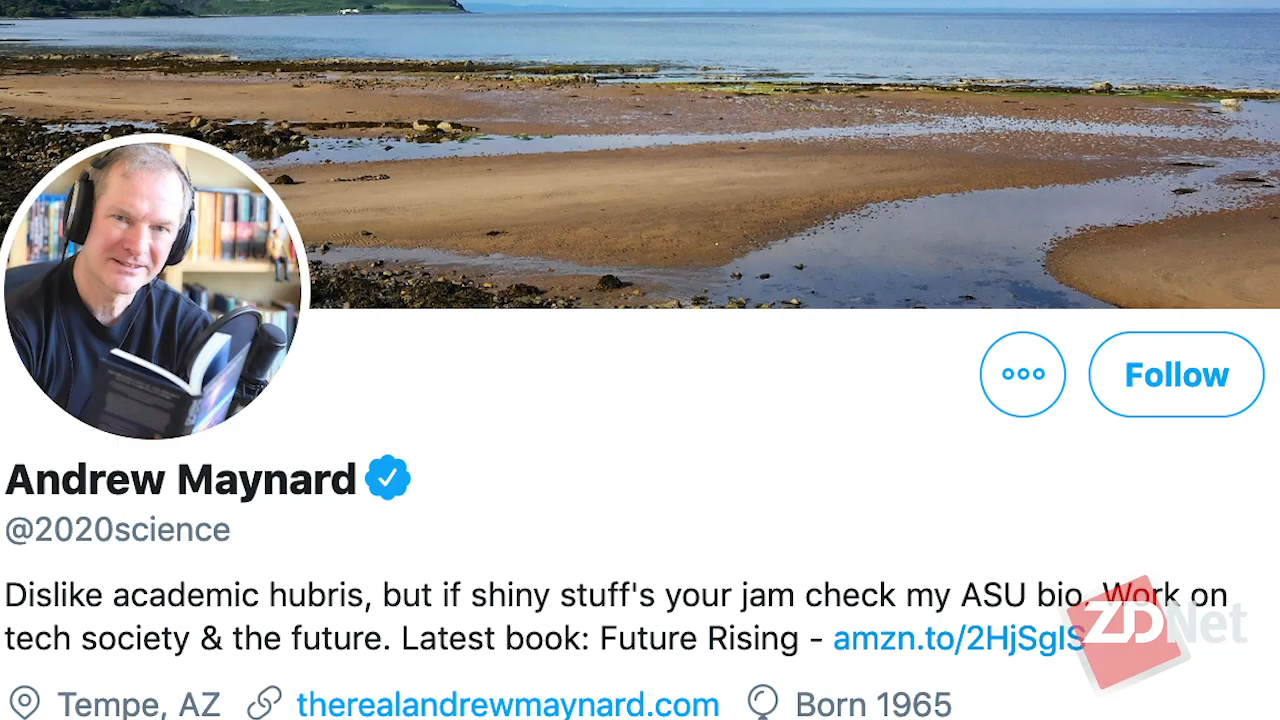 Follow
Andrew Maynard
@2020science
Dislike academic hubris, but if shiny stuff's your jam check my ASU bio. Work on
tech society & the future. Latest book: Future Rising - amzn.to/2HjSglS
ZDNet
Tempe, AZ therealandrewmaynard.com Born 1965